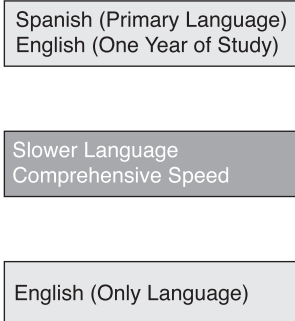 Spanish (Primary Language)
English (One Year of Study)
Slower Language
Comprehensive Speed
English (Only Language)